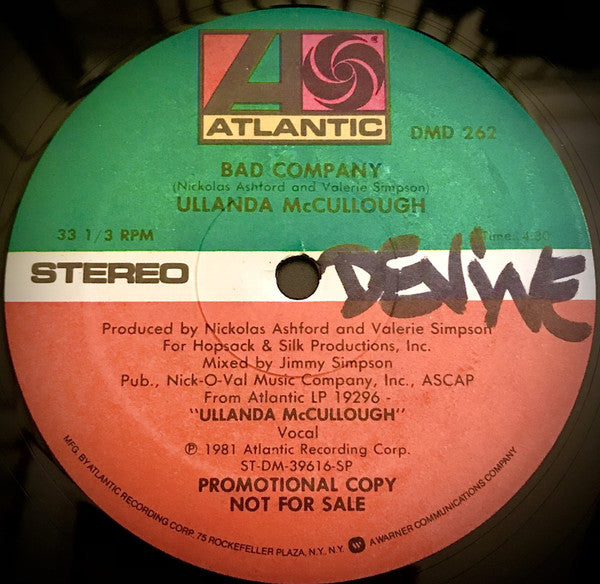 ATLANTIC
DMD 262
BAD COMPANY
(Nickolas Ashford and Valerie Simpson)
ULLANDA McCULLOUGH
33 1/3 RPM
Time: 4:30
STEREO
DEVINE
Produced by Nickolas Ashford and Valerie Simpson
For Hopsack & Silk Productions, Inc.
Mixed by Jimmy Simpson
Pub., Nick-O-Val Music Company, Inc., ASCAP
From Atlantic LP 19296 -
"ULLANDA McCULLOUGH"
Vocal
℗ 1981 Atlantic Recording Corp.
ST-DM-39616-SP
PROMOTIONAL COPY
NOT FOR SALE
MFG. BY ATLANTIC RECORDING CORP. 75 ROCKEFELLER PLAZA, N.Y., N.Y. A WARNER COMMUNICATIONS COMPANY